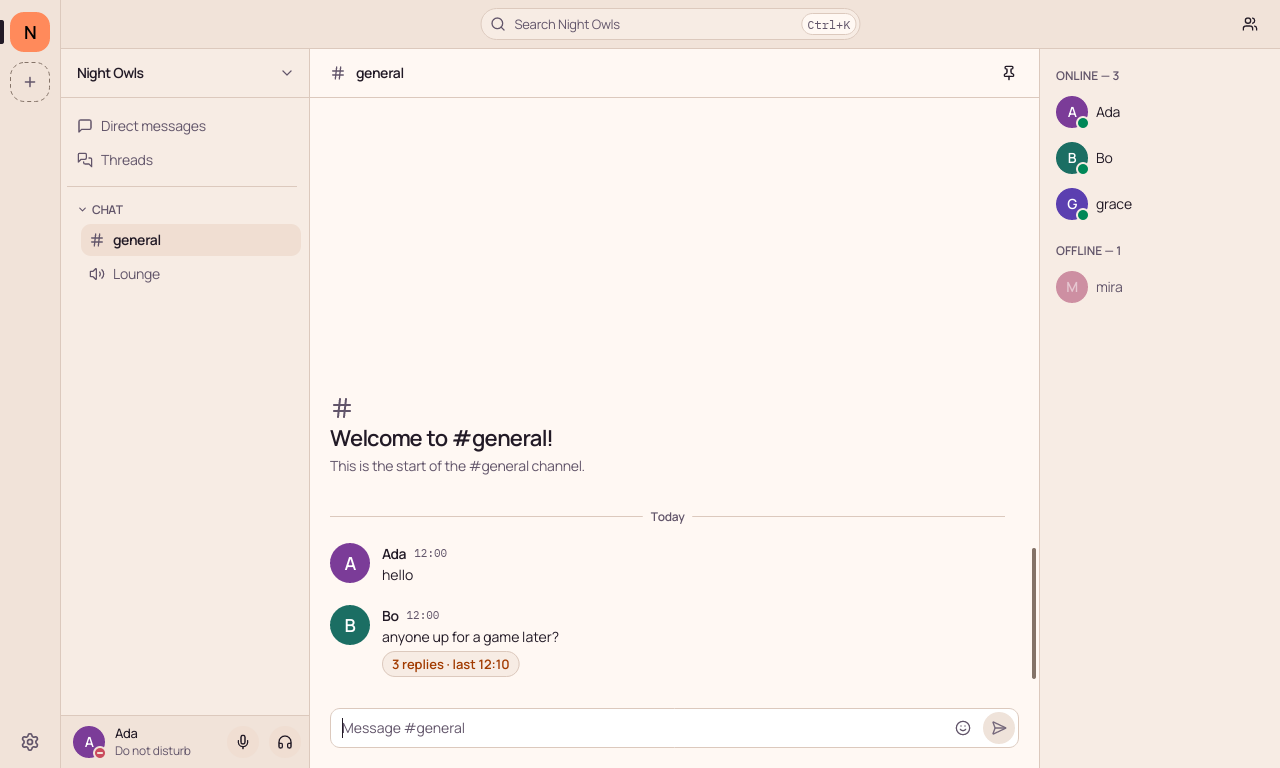 N
Search Night Owls
Ctrl+K
Night Owls
Direct messages
Threads
CHAT
general
Lounge
A
Ada
Do not disturb
general
Welcome to #general!
This is the start of the #general channel.
Today
A
Ada 12:00
hello
B
Bo 12:00
anyone up for a game later?
3 replies · last 12:10
Message #general
ONLINE — 3
A
Ada
B
Bo
G
grace
OFFLINE — 1
M
mira